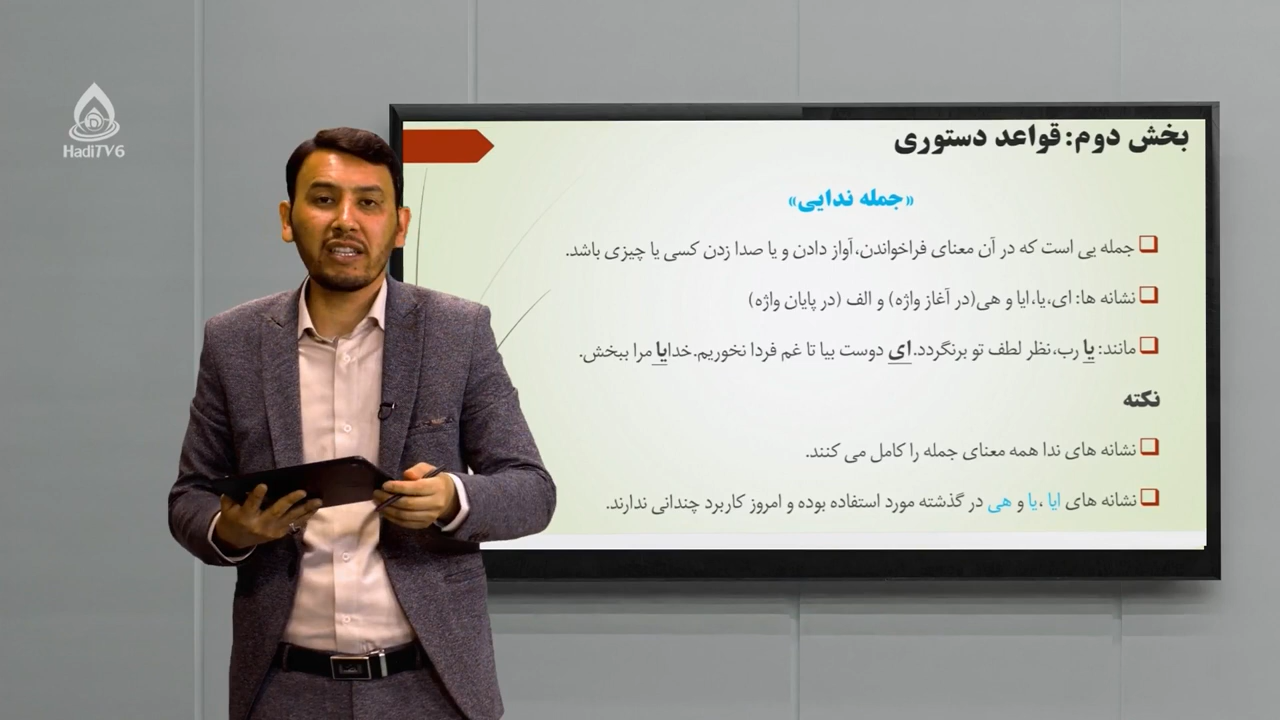 HadiTV6
بخش دوم: قواعد دستوری
«جمله ندایی»
جمله یی است که در آن معنای فراخواندن، آواز دادن و یا صدا زدن کسی یا چیزی باشد.
نشانه ها: ای، یا، ایا و هی(در آغاز واژه) و الف (در پایان واژه)
مانند: یا رب، نظر لطف تو برنگردد. ای دوست بیا تا غم فردا نخوریم. خدایا مرا ببخش.
نکته
نشانه های ندا همه معنای جمله را کامل می کنند.
نشانه های ایا ، یا و هی در گذشته مورد استفاده بوده و امروز کاربرد چندانی ندارند.